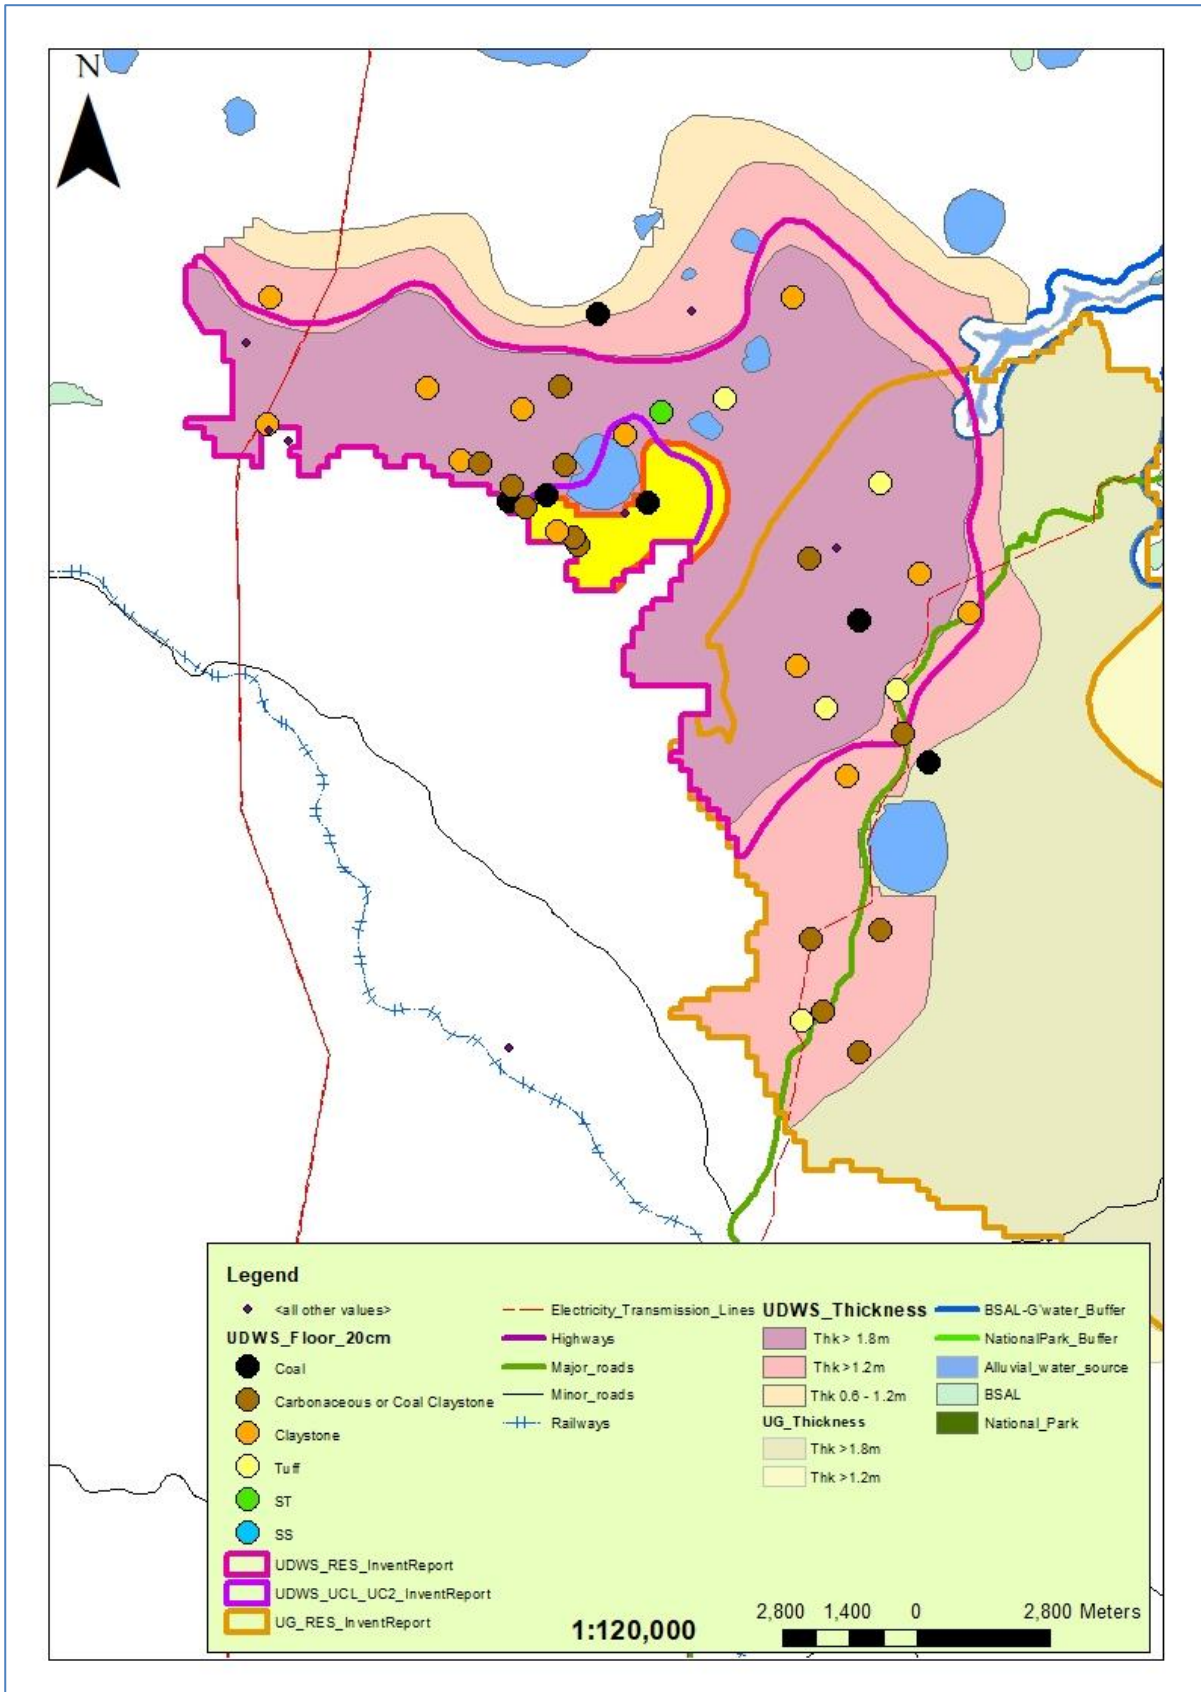 N
Legend
<all other values>
UDWS_Floor_20cm
Coal
Carbonaceous or Coal Claystone
Claystone
Tuff
ST
SS
UDWS_RES_InventReport
UDWS_UCL_UC2_InventReport
UG_RES_InventReport
Electricity_Transmission_Lines
Highways
Major_roads
Minor_roads
Railways
UDWS_Thickness
Thk > 1.8m
Thk >1.2m
Thk 0.6 - 1.2m
UG_Thickness
Thk >1.8m
Thk >1.2m
BSAL-G'water_Buffer
NationalPark_Buffer
Alluvial_water_source
BSAL
National_Park
1:120,000
2,800 1,400 0 2,800 Meters